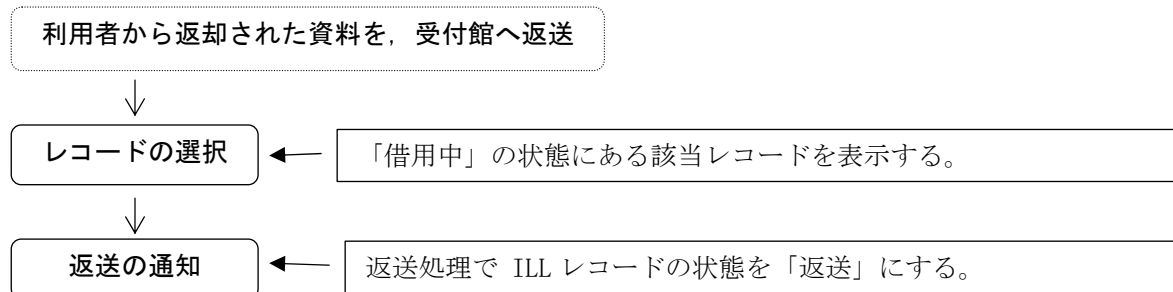 利用者から返却された資料を，受付館へ返送
レコードの選択
「借用中」の状態にある該当レコードを表示する。
返送の通知
返送処理で ILL レコードの状態を「返送」にする。